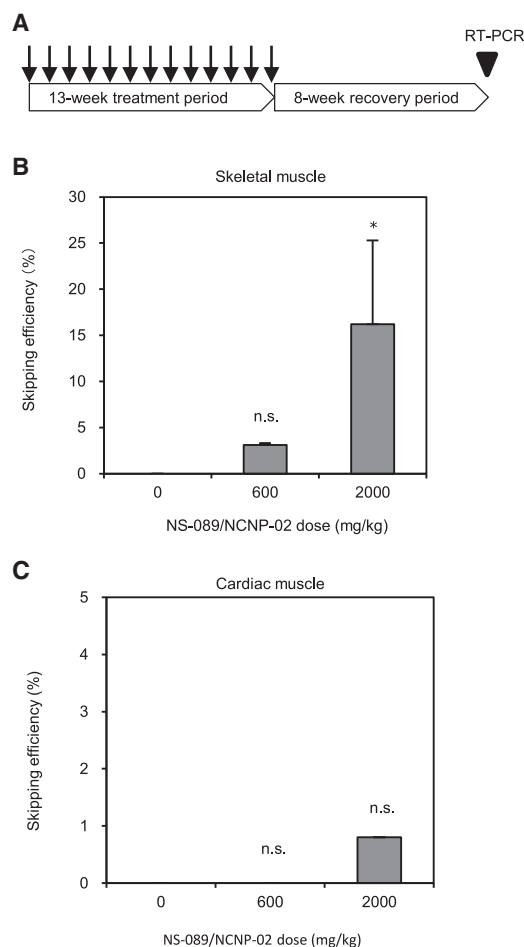 A
RT-PCR
13-week treatment period
8-week recovery period
B
Skeletal muscle
Skipping efficiency (%)
30
25
20
15
10
5
0
n.s.
*
0 600 2000
NS-089/NCNP-02 dose (mg/kg)
C
Cardiac muscle
Skipping efficiency (%)
5
4
3
2
1
0
n.s.
n.s.
0 600 2000
NS-089/NCNP-02 dose (mg/kg)